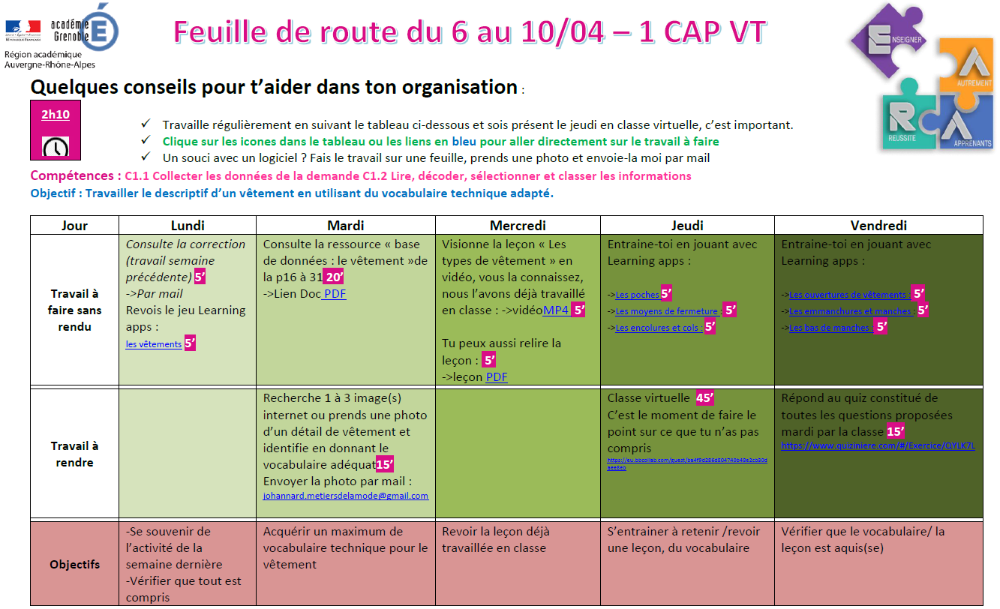 RÉPUBLIQUE FRANÇAISE
académie
Grenoble
É
Région académique
Auvergne-Rhône-Alpes
Feuille de route du 6 au 10/04 – 1 CAP VT
ENSEIGNER
AUTREMENT
RÉUSSITE
APPRENANTS
Quelques conseils pour t’aider dans ton organisation :
2h10
✓ Travaille régulièrement en suivant le tableau ci-dessous et sois présent le jeudi en classe virtuelle, c’est important.
✓ Clique sur les icones dans le tableau ou les liens en bleu pour aller directement sur le travail à faire
✓ Un souci avec un logiciel ? Fais le travail sur une feuille, prends une photo et envoie-la moi par mail
Compétences : C1.1 Collecter les données de la demande C1.2 Lire, décoder, sélectionner et classer les informations
Objectif : Travailler le descriptif d’un vêtement en utilisant du vocabulaire technique adapté.
Jour
Lundi
Mardi
Mercredi
Jeudi
Vendredi
Travail à
faire sans
rendu
Consulte la correction
(travail semaine
précédente) 5’
->Par mail
Revois le jeu Learning
apps :
les vêtements 5’
Consulte la ressource « base
de données : le vêtement »de
la p16 à 31 20’
->Lien Doc PDF
Visionne la leçon « Les
types de vêtement » en
vidéo, vous la connaissez,
nous l’avons déjà travaillé
en classe : ->vidéoMP4 5’
Tu peux aussi relire la
leçon : 5’
->leçon PDF
Entraine-toi en jouant avec
Learning apps :
->Les poches 5’
->Les moyens de fermeture : 5’
->Les encolures et cols : 5’
Entraine-toi en jouant avec
Learning apps :
->Les ouvertures de vêtements : 5’
->Les emmanchures et manches : 5’
->Les bas de manches : 5’
Travail à
rendre
Recherche 1 à 3 image(s)
internet ou prends une photo
d’un détail de vêtement et
identifie en donnant le
vocabulaire adéquat 15’
Envoyer la photo par mail :
johannard.metiersdelamode@gmail.com
Classe virtuelle 45’
C’est le moment de faire le
point sur ce que tu n’as pas
compris
Répond au quiz constitué de
toutes les questions proposées
mardi par la classe 15’
https://www.quiziniere.com/#/Exercice/QYLK7L
Objectifs
-Se souvenir de
l’activité de la
semaine dernière
-Vérifier que tout est
compris
Acquérir un maximum de
vocabulaire technique pour le
vêtement
Revoir la leçon déjà
travaillée en classe
S’entrainer à retenir /revoir
une leçon, du vocabulaire
Vérifier que le vocabulaire/ la
leçon est aquis(se)